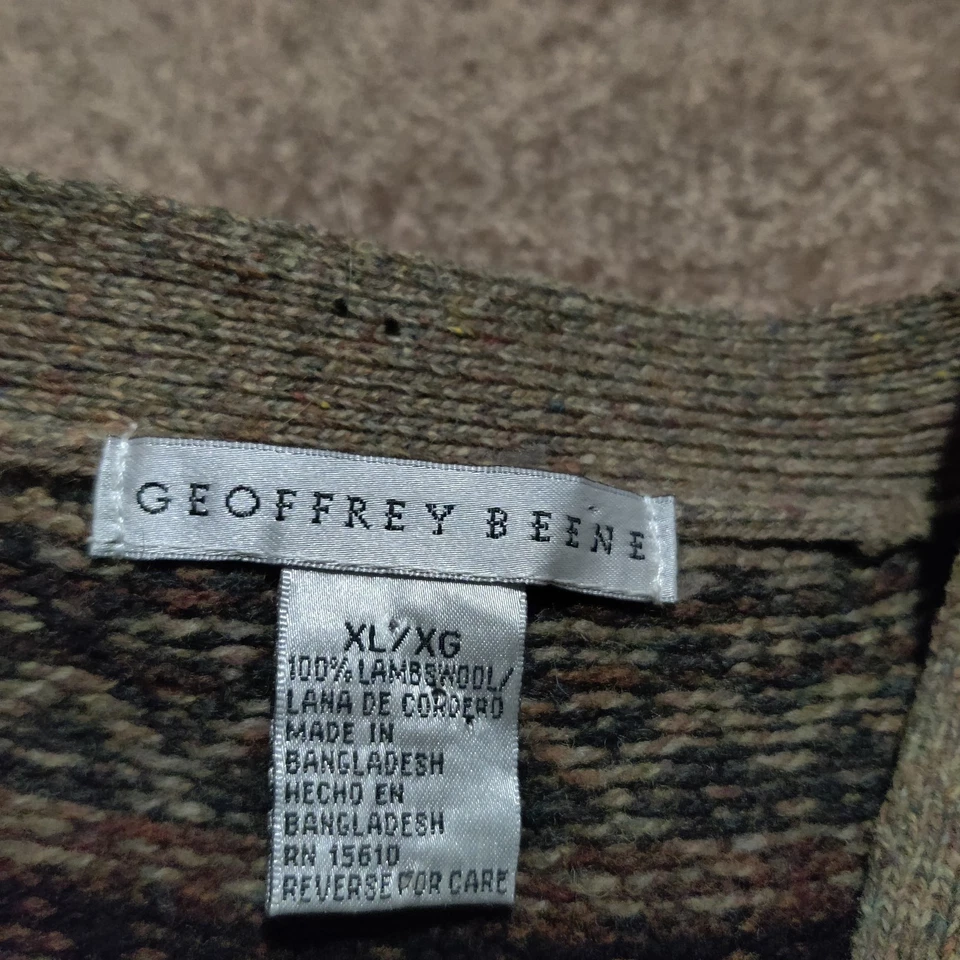 GEOFFREY BEENE
XL/XG
100% LAMBSWOOL/
LANA DE CORDERO
MADE IN
BANGLADESH
HECHO EN
BANGLADESH
RN 15610
REVERSE FOR CARE